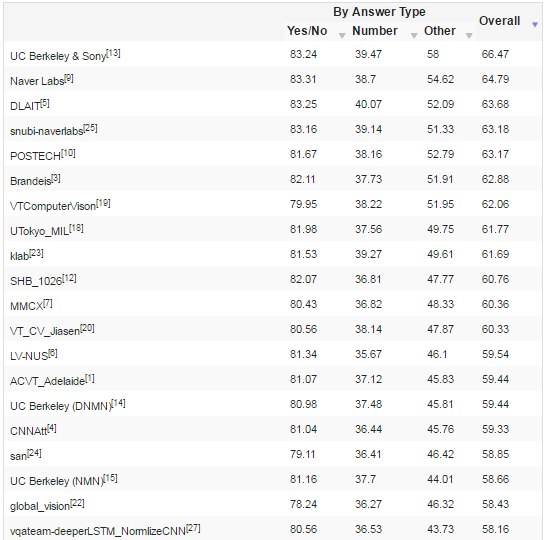 By Answer Type
Yes/No Number Other Overall
UC Berkeley & Sony[13] 83.24 39.47 58 66.47
Naver Labs[9] 83.31 38.7 54.62 64.79
DLAIT[5] 83.25 40.07 52.09 63.68
snubi-naverlabs[25] 83.16 39.14 51.33 63.18
POSTECH[10] 81.67 38.16 52.79 63.17
Brandeis[3] 82.11 37.73 51.91 62.88
VTComputerVison[19] 79.95 38.22 51.95 62.06
UTokyo_MIL[18] 81.98 37.56 49.75 61.77
klab[23] 81.53 39.27 49.61 61.69
SHB_1026[12] 82.07 36.81 47.77 60.76
MMCX[7] 80.43 36.82 48.33 60.36
VT_CV_Jiasen[20] 80.56 38.14 47.87 60.33
LV-NUS[6] 81.34 35.67 46.1 59.54
ACVT_Adelaide[1] 81.07 37.12 45.83 59.44
UC Berkeley (DNMN)[14] 80.98 37.48 45.81 59.44
CNNAtt[4] 81.04 36.44 45.76 59.33
san[24] 79.11 36.41 46.42 58.85
UC Berkeley (NMN)[15] 81.16 37.7 44.01 58.66
global_vision[22] 78.24 36.27 46.32 58.43
vqateam-deeperLSTM_NormlizeCNN[27] 80.56 36.53 43.73 58.16